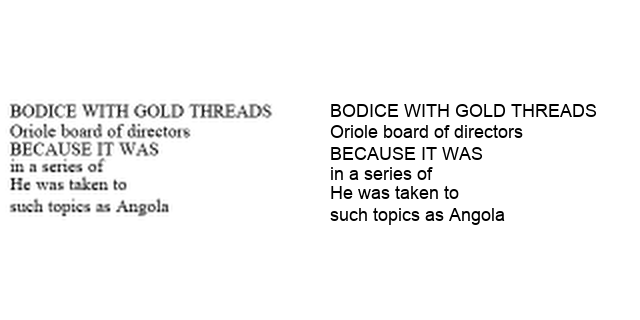 BODICE WITH GOLD THREADS
Oriole board of directors
BECAUSE IT WAS
in a series of
He was taken to
such topics as Angola
BODICE WITH GOLD THREADS
Oriole board of directors
BECAUSE IT WAS
in a series of
He was taken to
such topics as Angola